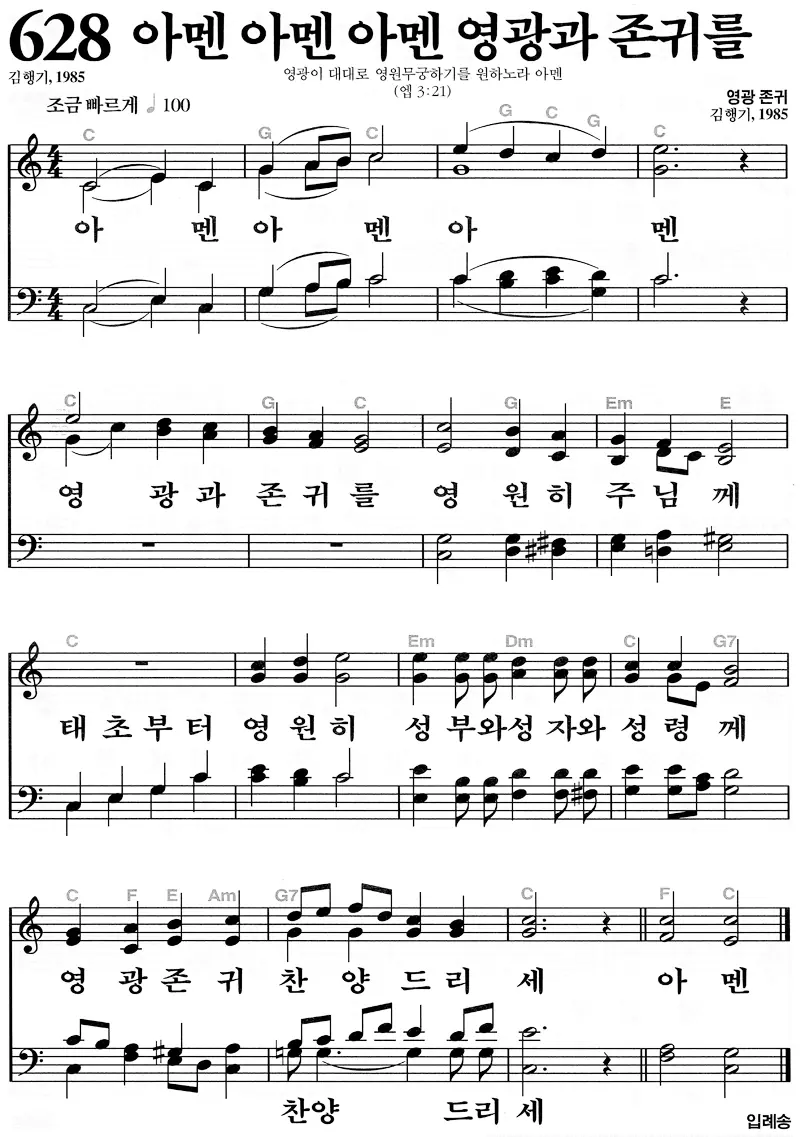 628 아멘 아멘 아멘 영광과 존귀를
김행기, 1985
영광이 대대로 영원무궁하기를 원하노라 아멘
(엡 3:21)
조금 빠르게 ♩ 100
영광 존귀
김행기, 1985
C G C G C G C
아 멘 아 멘 아 멘
C G C G Em E
영 광 과 존 귀 를 영 원 히 주 님 께
C Em Dm C G7
태 초 부 터 영 원 히 성 부 와 성 자 와 성 령 께
C F E Am G7 C F C
영 광 존 귀 찬 양 드 리 세 아 멘
찬양 드리 세
입례송